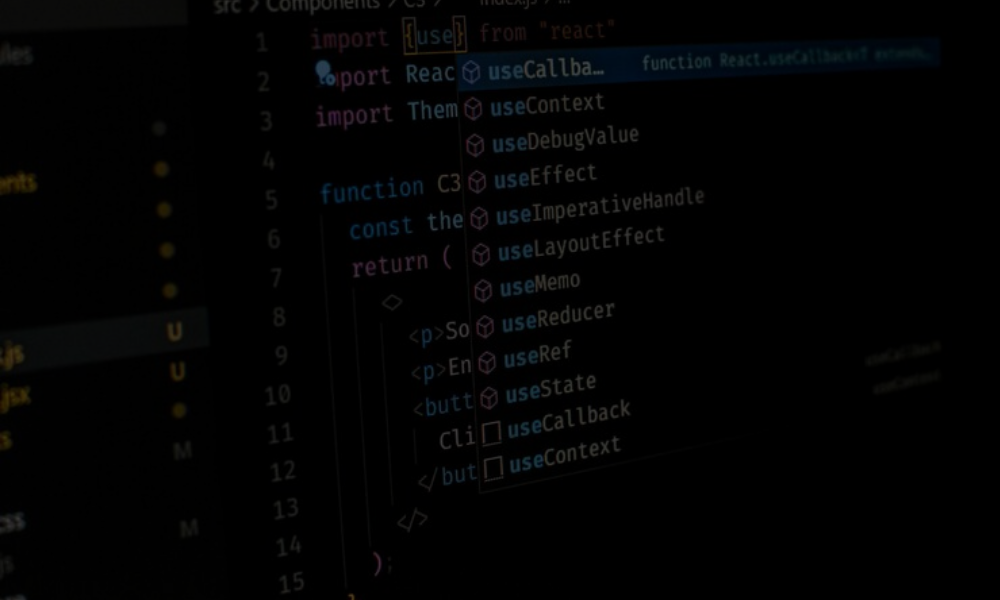 src > Components > C3 > index.js > ...
1 import {use} from "react"
2 import Reac
3 import Them
4
5 function C3
6 const the
7 return (
8 <>
9 <p>So
10 <p>En
11 <butt
12 Cli
13 </but
14 </>
15 );
}
useCallba… function React.useCallback<T extends…
useContext
useDebugValue
useEffect
useImperativeHandle
useLayoutEffect
useMemo
useReducer
useRef
useState
useCallback useCallback
useContext useContext
ents
.js U
.jsx U
s
M
css M
js